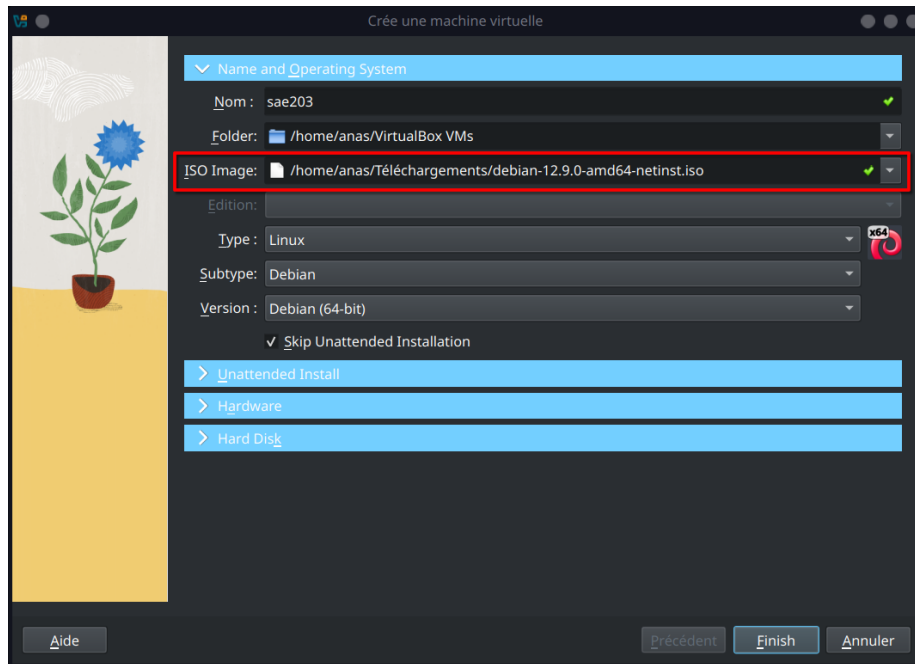 Crée une machine virtuelle
Name and Operating System
Nom : sae203
Folder: /home/anas/VirtualBox VMs
ISO Image: /home/anas/Téléchargements/debian-12.9.0-amd64-netinst.iso
Edition:
Type : Linux
x64
Subtype: Debian
Version : Debian (64-bit)
Skip Unattended Installation
Unattended Install
Hardware
Hard Disk
Aide Précédent Finish Annuler